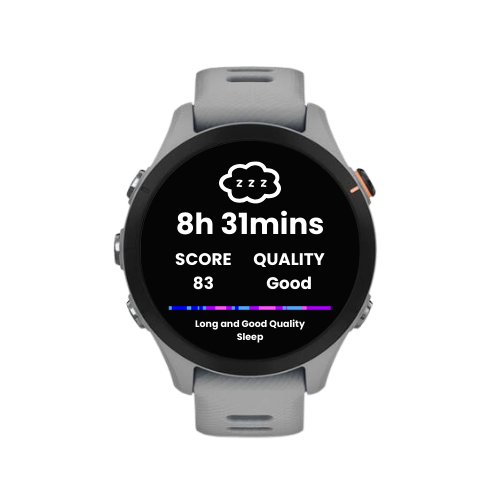 z z z
8h 31mins
SCORE QUALITY
83 Good
Long and Good Quality
Sleep